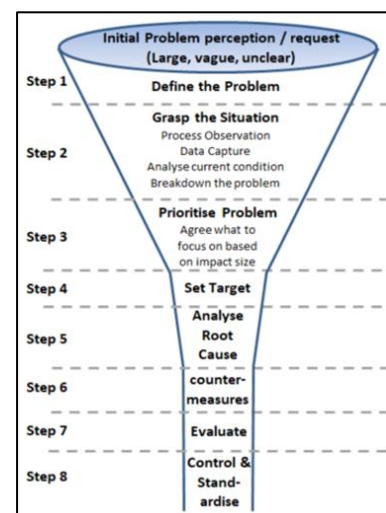 Initial Problem perception / request
(Large, vague, unclear)
Step 1
Define the Problem
Grasp the Situation
Process Observation
Step 2
Data Capture
Analyse current condition
Breakdown the problem
Prioritise Problem
Step 3
Agree what to
focus on based
on impact size
Step 4
Set Target
Analyse
Step 5
Root
Cause
Step 6
counter-
measures
Step 7
Evaluate
Control &
Step 8
Stand-
ardise